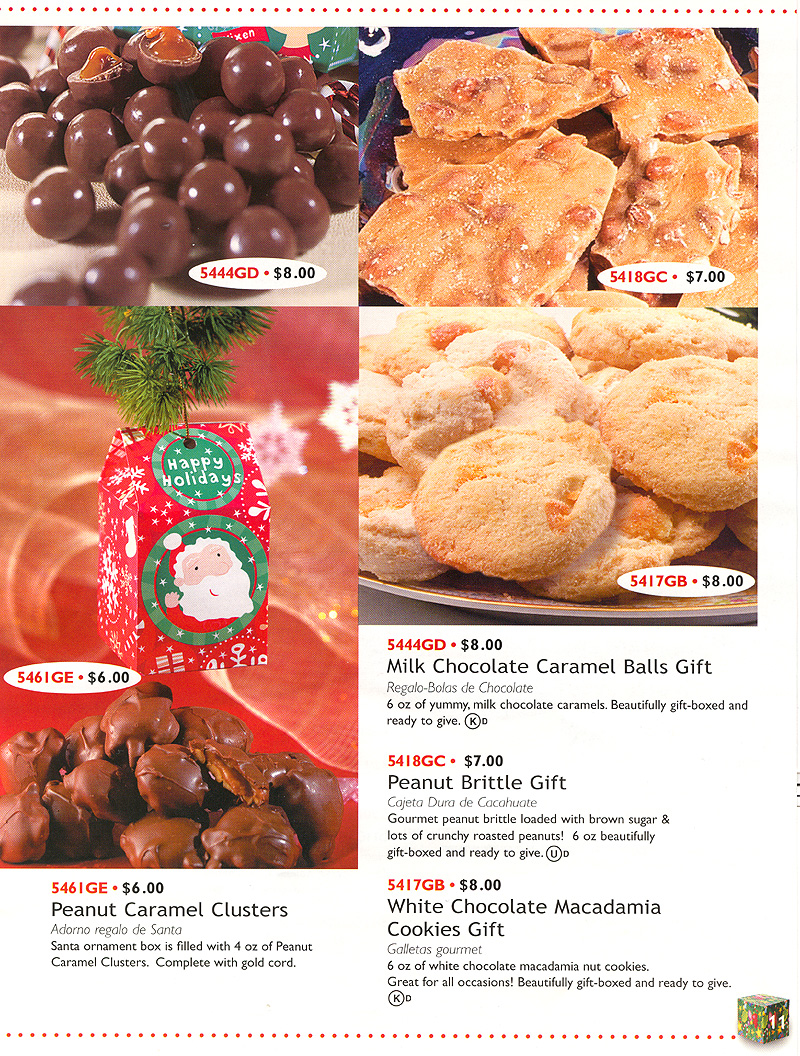 ixen
5444GD • $8.00
5418GC • $7.00
Happy
Holidays
5417GB • $8.00
5461GE • $6.00
5444GD • $8.00
Milk Chocolate Caramel Balls Gift
Regalo-Bolas de Chocolate
6 oz of yummy, milk chocolate caramels. Beautifully gift-boxed and
ready to give. ⓀD
5418GC • $7.00
Peanut Brittle Gift
Cajeta Dura de Cacahuate
Gourmet peanut brittle loaded with brown sugar &
lots of crunchy roasted peanuts! 6 oz beautifully
gift-boxed and ready to give. ⓊD
5461GE • $6.00
Peanut Caramel Clusters
Adorno regalo de Santa
Santa ornament box is filled with 4 oz of Peanut
Caramel Clusters. Complete with gold cord.
5417GB • $8.00
White Chocolate Macadamia
Cookies Gift
Galletas gourmet
6 oz of white chocolate macadamia nut cookies.
Great for all occasions! Beautifully gift-boxed and ready to give.
ⓀD
11